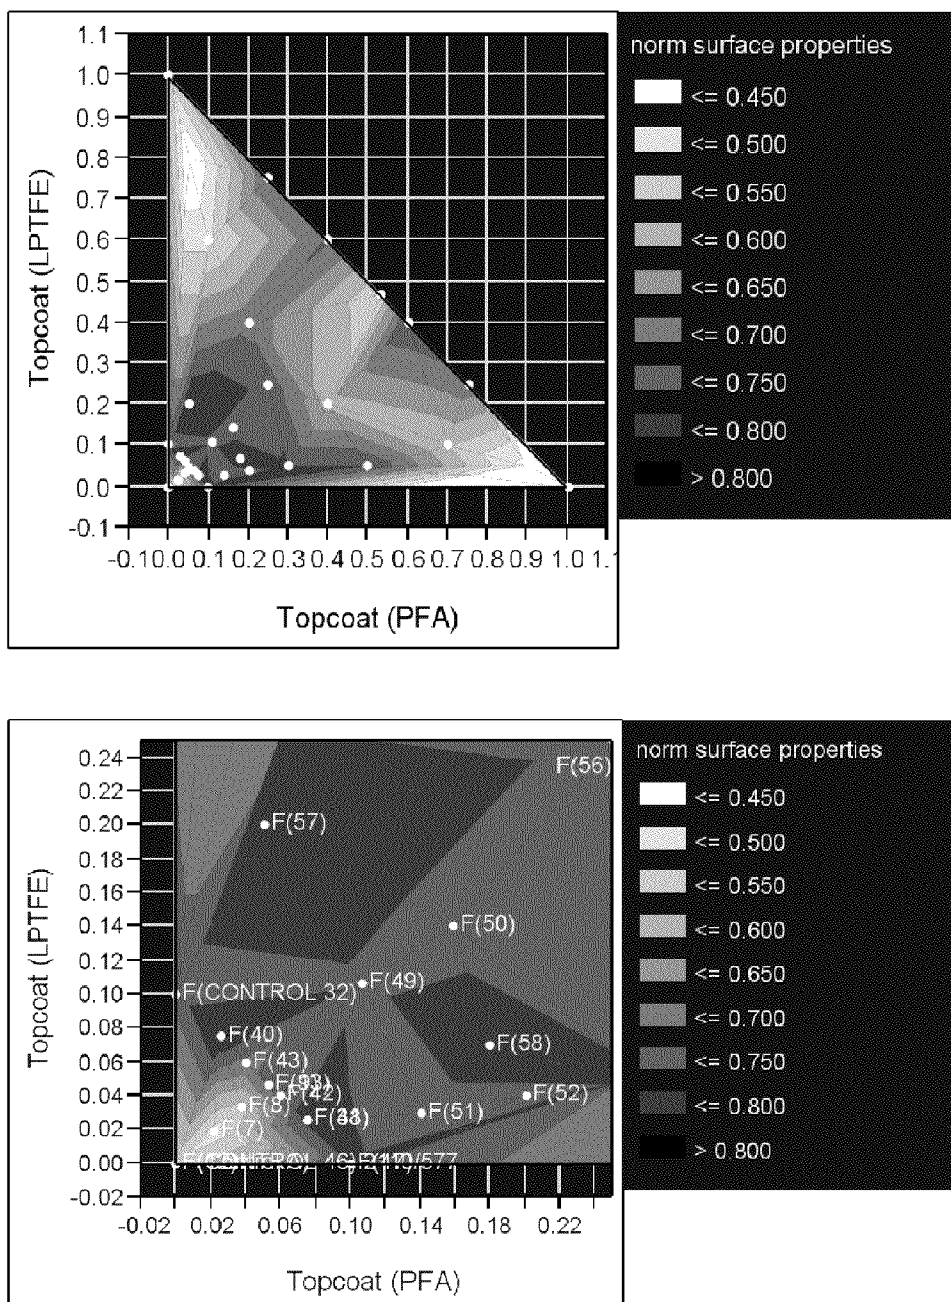 norm surface properties
<= 0.450
<= 0.500
<= 0.550
<= 0.600
<= 0.650
<= 0.700
<= 0.750
<= 0.800
> 0.800
1.1
1.0
0.9
0.8
0.7
0.6
0.5
0.4
0.3
0.2
0.1
0.0
-0.1
Topcoat (LPTFE)
-0.1 0.0 0.1 0.2 0.3 0.4 0.5 0.6 0.7 0.8 0.9 1.0 1.
Topcoat (PFA)
norm surface properties
<= 0.450
<= 0.500
<= 0.550
<= 0.600
<= 0.650
<= 0.700
<= 0.750
<= 0.800
> 0.800
0.24
0.22
0.20
0.18
0.16
0.14
0.12
0.10
0.08
0.06
0.04
0.02
0.00
-0.02
Topcoat (LPTFE)
F(56)
F(57)
F(50)
F(49)
F(CONTROL 32)
F(40)
F(58)
F(43)
F(42)
F(8)
F(52)
F(51)
F(7)
-0.02 0.02 0.06 0.10 0.14 0.18 0.22
Topcoat (PFA)